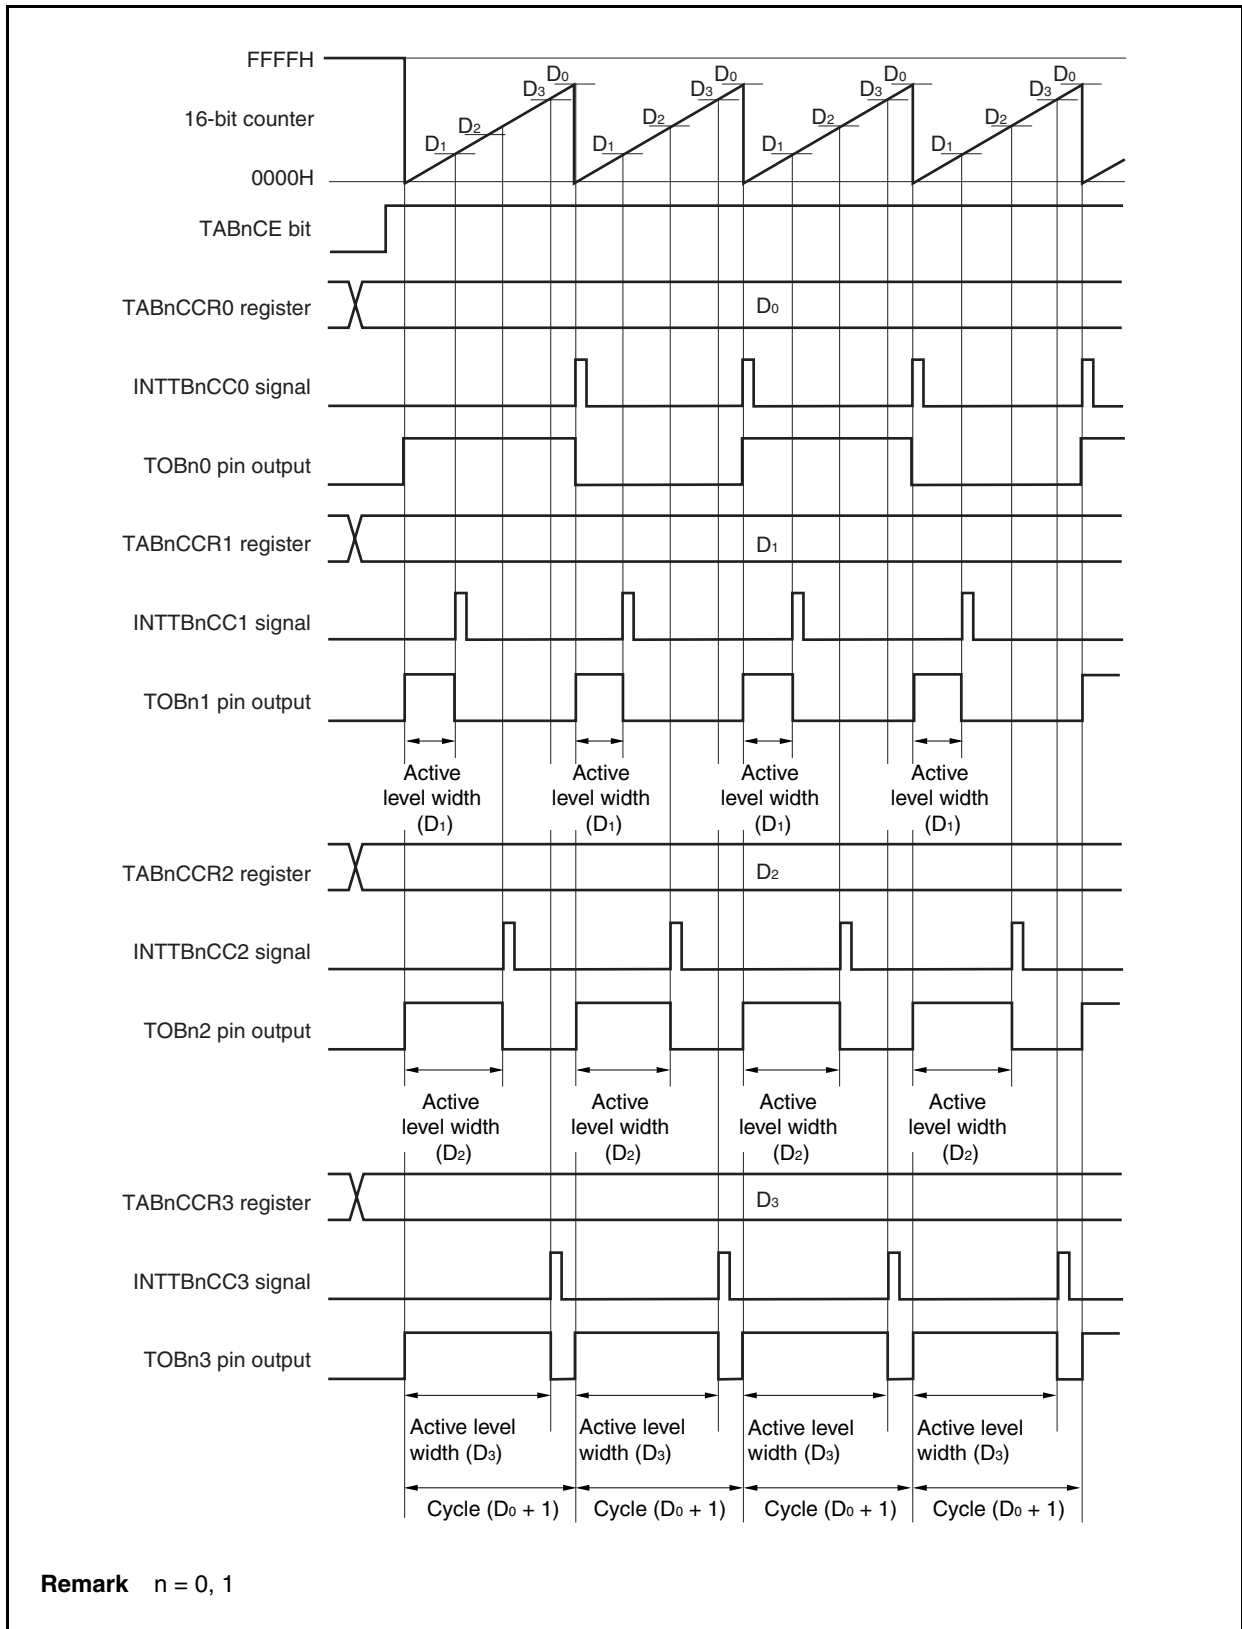 FFFFH
D0 D0 D0 D0
D3 D3 D3 D3
16-bit counter
D2 D2 D2 D2
D1 D1 D1 D1
0000H
TABnCE bit
TABnCCR0 register
D0
INTTBnCC0 signal
TOBn0 pin output
TABnCCR1 register
D1
INTTBnCC1 signal
TOBn1 pin output
Active Active Active Active
level width level width level width level width
(D1) (D1) (D1) (D1)
TABnCCR2 register
D2
INTTBnCC2 signal
TOBn2 pin output
Active Active Active Active
level width level width level width level width
(D2) (D2) (D2) (D2)
TABnCCR3 register
D3
INTTBnCC3 signal
TOBn3 pin output
Active level Active level Active level Active level
width (D3) width (D3) width (D3) width (D3)
Cycle (D0 + 1) Cycle (D0 + 1) Cycle (D0 + 1) Cycle (D0 + 1)
Remark n = 0, 1